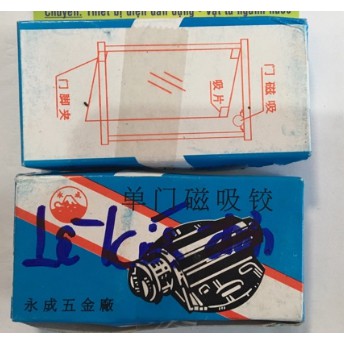 Chuyên, Thiết bị điện dân dụng - Vật tư ngành nước
门磁吸
吸片
门脚夹
单门磁吸铰
永成五金廠